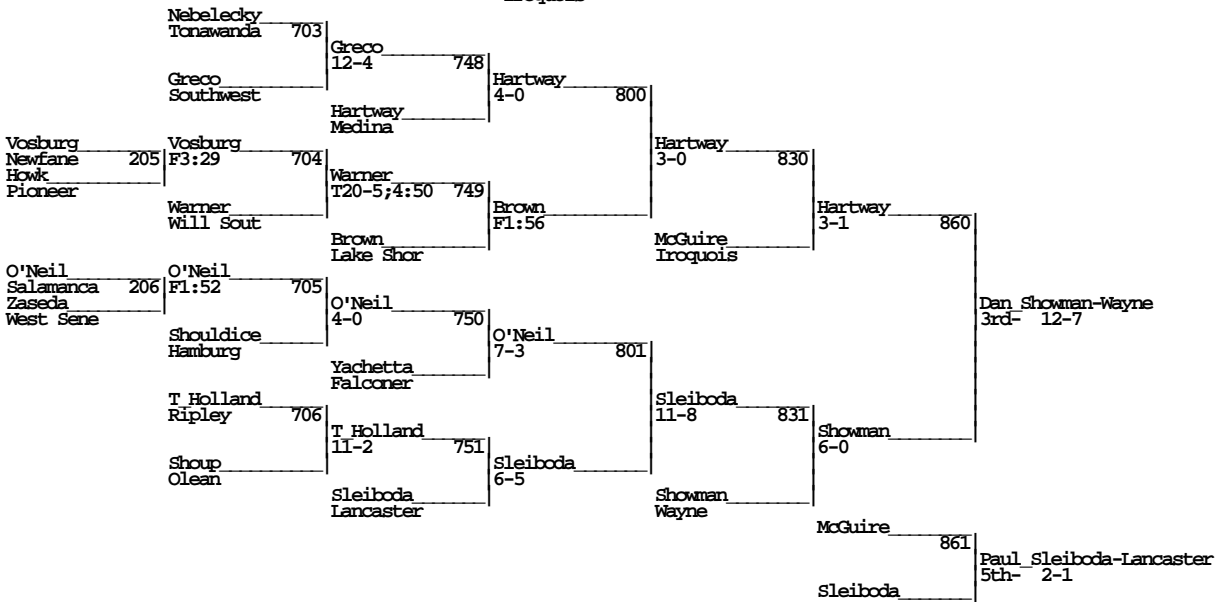 Nebelecky
Tonawanda 703
Greco
12-4 748
Greco
Southwest
Hartway
4-0 800
Hartway
Medina
Vosburg
Newfane 205
Howk
Pioneer
Vosburg
F3:29 704
Hartway
3-0 830
Warner
T20-5;4:50 749
Warner
Will Sout
Brown
F1:56
Hartway
3-1 860
Brown
Lake Shor
McGuire
Iroquois
O'Neil
Salamanca 206
Zaseda
West Sene
O'Neil
F1:52 705
O'Neil
4-0 750
Dan Showman-Wayne
3rd- 12-7
Shouldice
Hamburg
O'Neil
7-3 801
Yachetta
Falconer
T Holland
Ripley 706
Sleiboda
11-8 831
T Holland
11-2 751
Showman
6-0
Shoup
Olean
Sleiboda
6-5
Sleiboda
Lancaster
Showman
Wayne
McGuire
861
Paul Sleiboda-Lancaster
5th- 2-1
Sleiboda